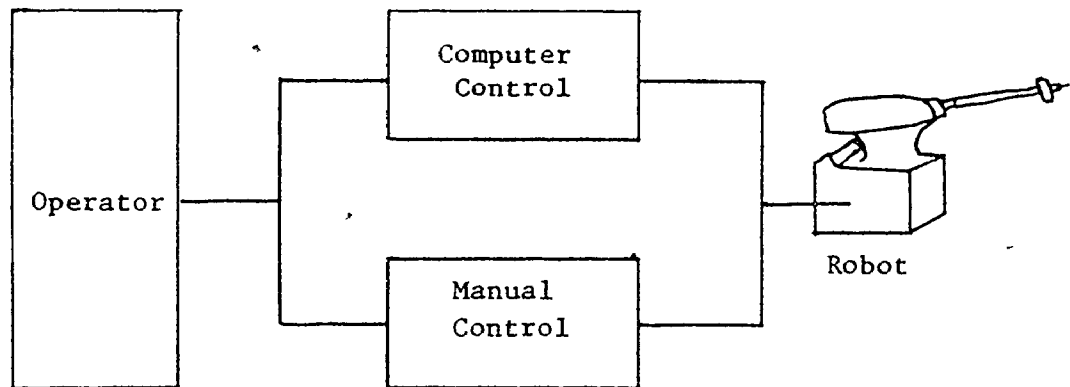 Computer
Control
Operator
Robot
Manual
Control